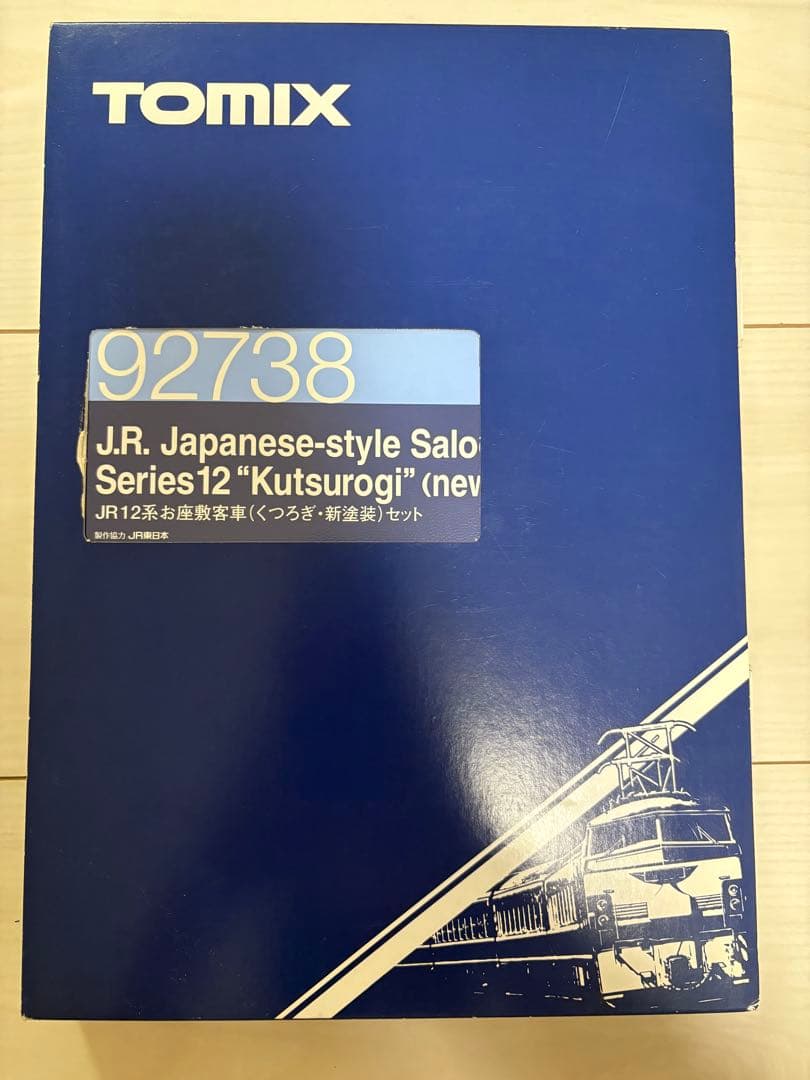 TOMIX
92738
J.R. Japanese-style Salo
Series12 “Kutsurogi” (new
JR12系お座敷客車(くつろぎ・新塗装)セット
製作協力 JR東日本